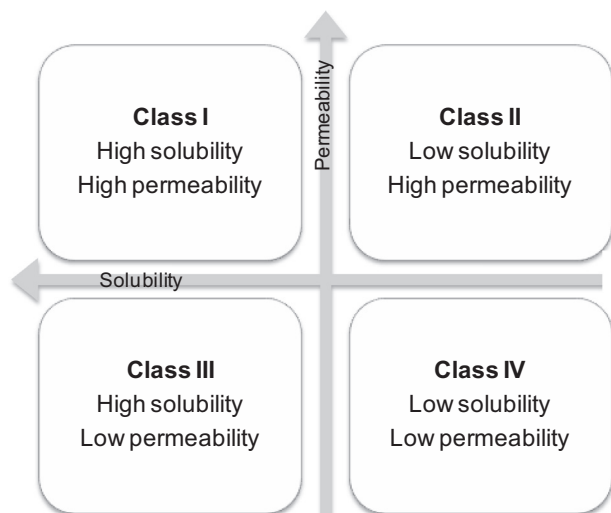 Class I
High solubility
High permeability
Permeability
Class II
Low solubility
High permeability
Solubility
Class III
High solubility
Low permeability
Class IV
Low solubility
Low permeability